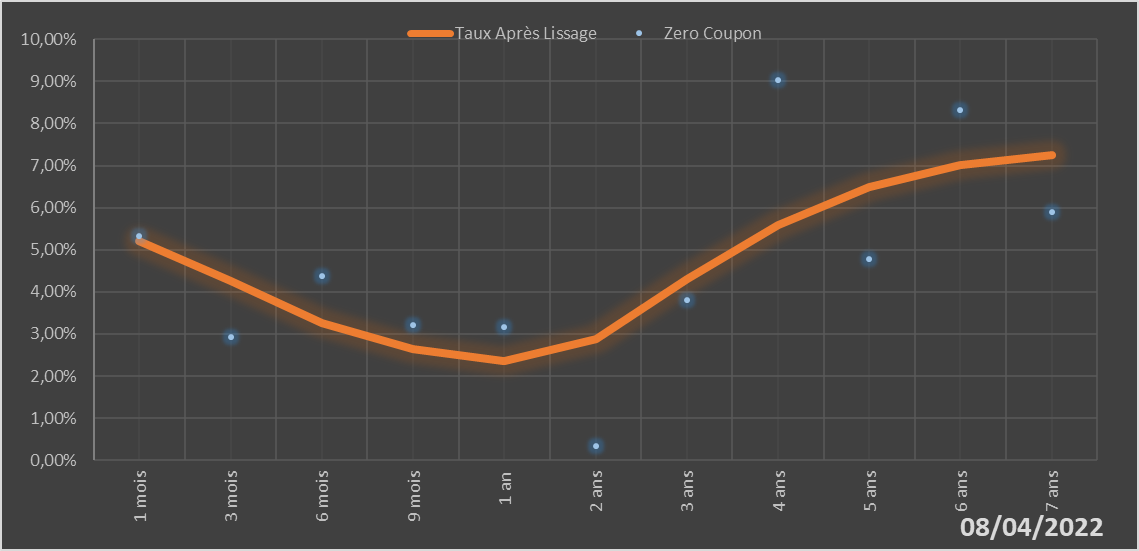 Taux Après Lissage
Zero Coupon
10,00%
9,00%
8,00%
7,00%
6,00%
5,00%
4,00%
3,00%
2,00%
1,00%
0,00%
1 mois
3 mois
6 mois
9 mois
1 an
2 ans
3 ans
4 ans
5 ans
6 ans
7 ans
08/04/2022